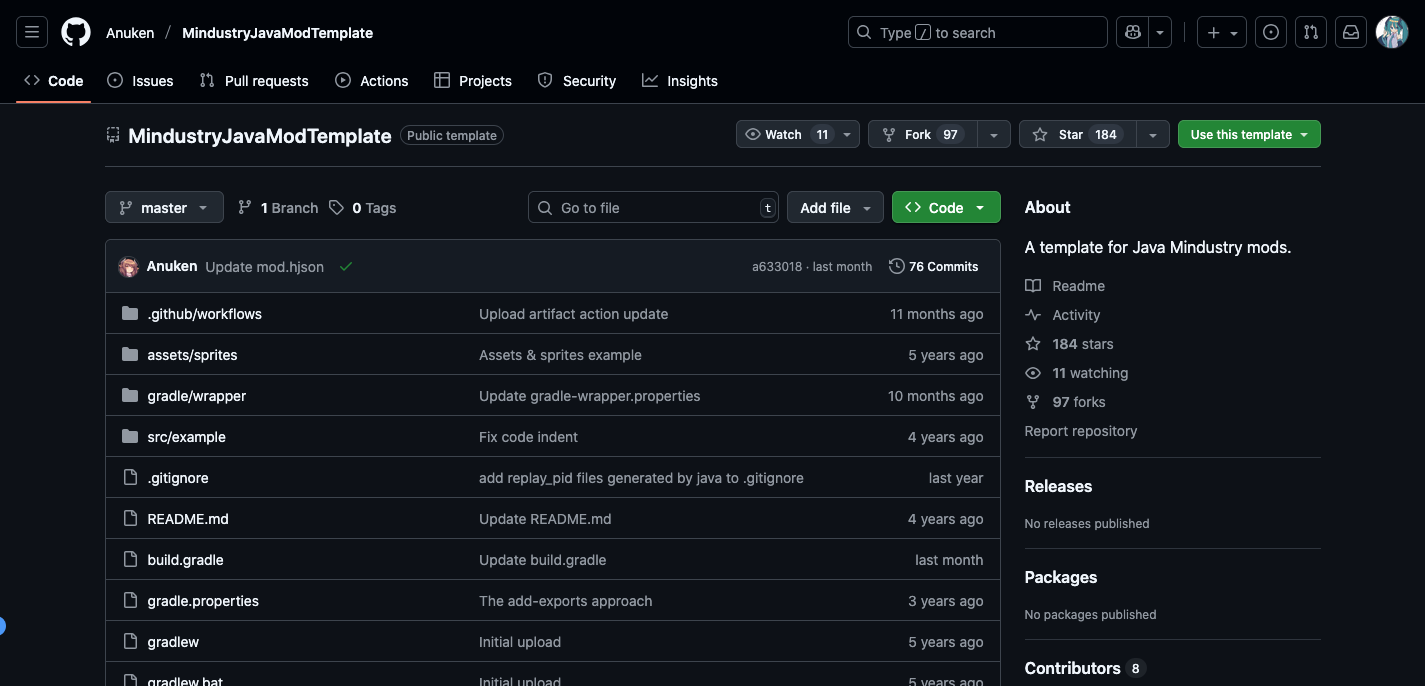 Anuken / MindustryJavaModTemplate Type / to search
Code Issues Pull requests Actions Projects Security Insights
MindustryJavaModTemplate Public template Watch 11 Fork 97 Star 184 Use this template
master 1 Branch 0 Tags Go to file t Add file Code
Anuken Update mod.hjson a633018 · last month 76 Commits
.github/workflows Upload artifact action update 11 months ago
assets/sprites Assets & sprites example 5 years ago
gradle/wrapper Update gradle-wrapper.properties 10 months ago
src/example Fix code indent 4 years ago
.gitignore add replay_pid files generated by java to .gitignore last year
README.md Update README.md 4 years ago
build.gradle Update build.gradle last month
gradle.properties The add-exports approach 3 years ago
gradlew Initial upload 5 years ago
gradlew.bat Initial upload 5 years ago
About
A template for Java Mindustry mods.
Readme
Activity
184 stars
11 watching
97 forks
Report repository
Releases
No releases published
Packages
No packages published
Contributors 8